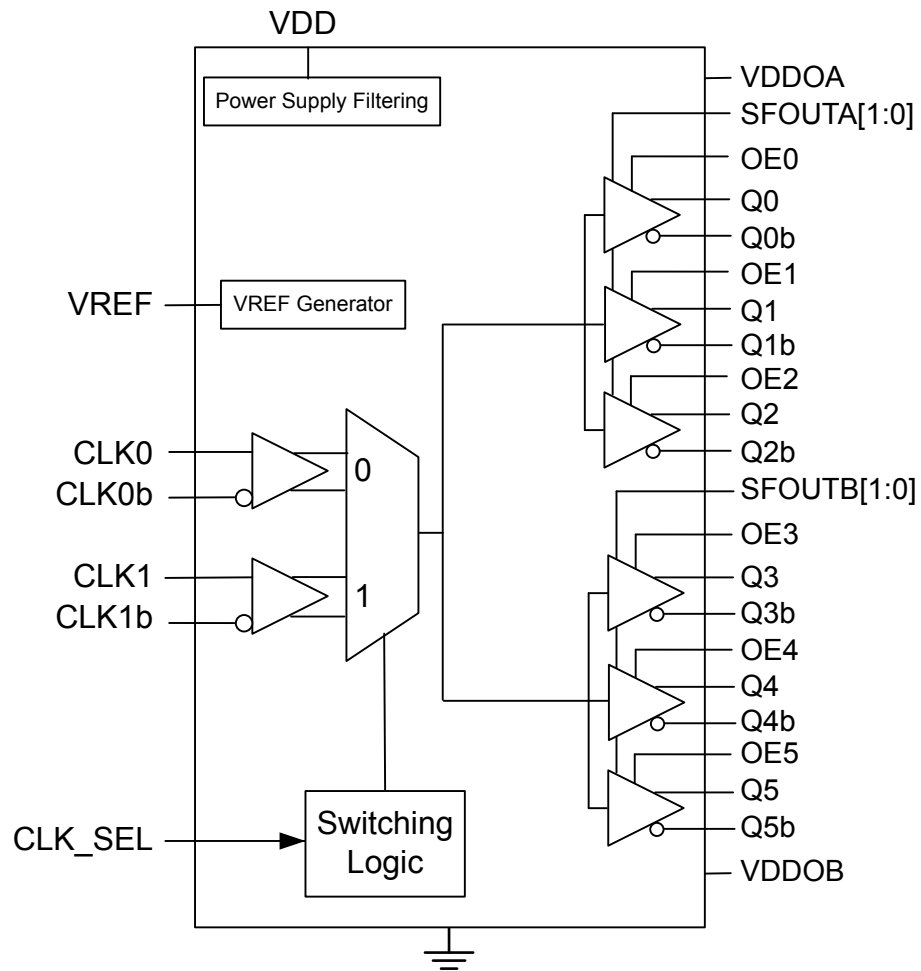 VDD
Power Supply Filtering
VREF
VREF Generator
CLK0
CLK0b
CLK1
CLK1b
0
1
CLK_SEL
Switching
Logic
VDDOA
SFOUTA[1:0]
OE0
Q0
Q0b
OE1
Q1
Q1b
OE2
Q2
Q2b
SFOUTB[1:0]
OE3
Q3
Q3b
OE4
Q4
Q4b
OE5
Q5
Q5b
VDDOB